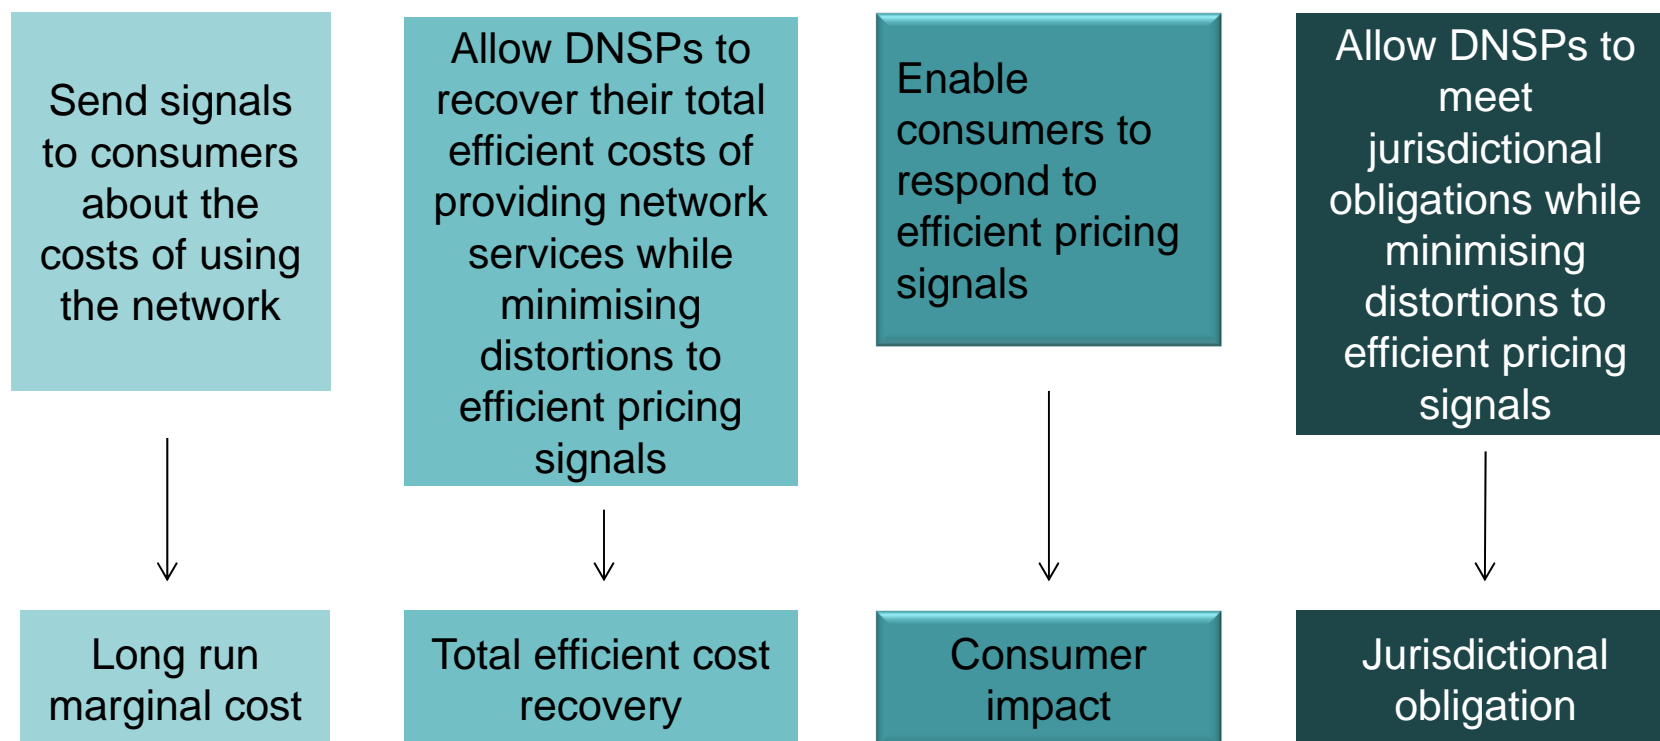 Send signals
to consumers
about the
costs of using
the network
Allow DNSPs to
recover their total
efficient costs of
providing network
services while
minimising
distortions to
efficient pricing
signals
Enable
consumers to
respond to
efficient pricing
signals
Allow DNSPs to
meet
jurisdictional
obligations while
minimising
distortions to
efficient pricing
signals
Long run
marginal cost
Total efficient cost
recovery
Consumer
impact
Jurisdictional
obligation